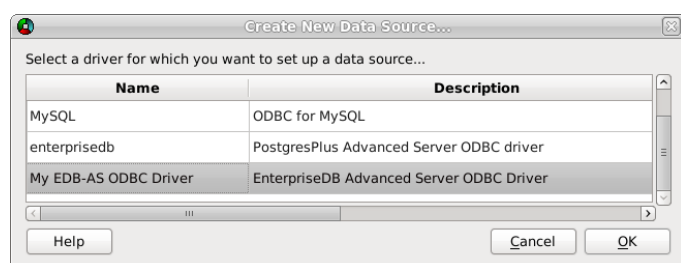 Create New Data Source...
Select a driver for which you want to set up a data source...
Name Description
MySQL ODBC for MySQL
enterprisedb PostgresPlus Advanced Server ODBC driver
My EDB-AS ODBC Driver EnterpriseDB Advanced Server ODBC Driver
Help Cancel OK